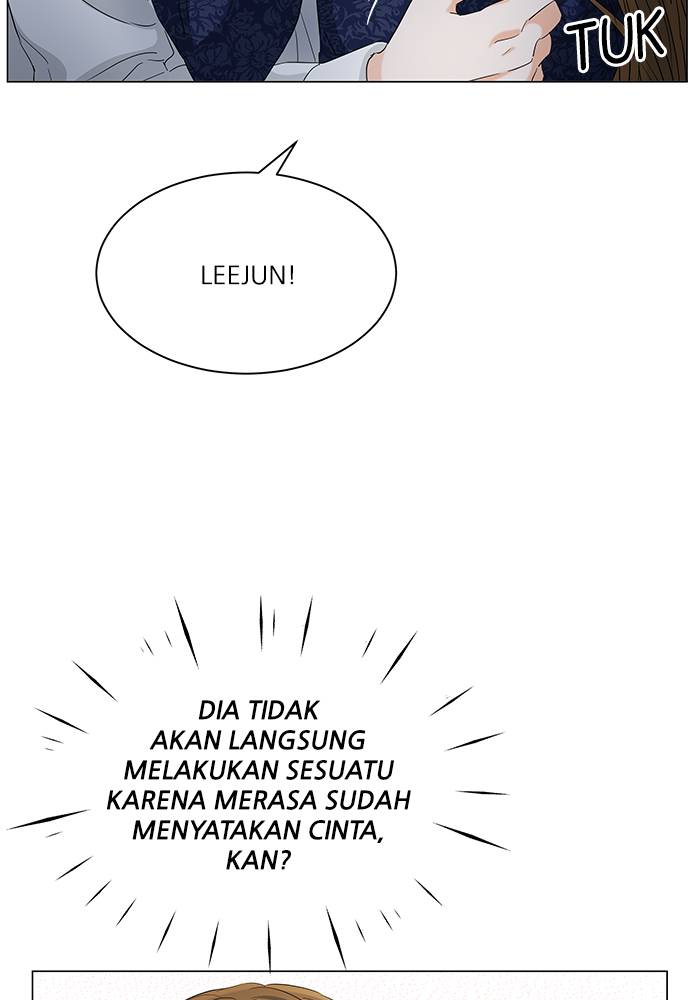 TUK
LEEJUN!
DIA TIDAK
AKAN LANGSUNG
MELAKUKAN SESUATU
KARENA MERASA SUDAH
MENYATAKAN CINTA,
KAN?